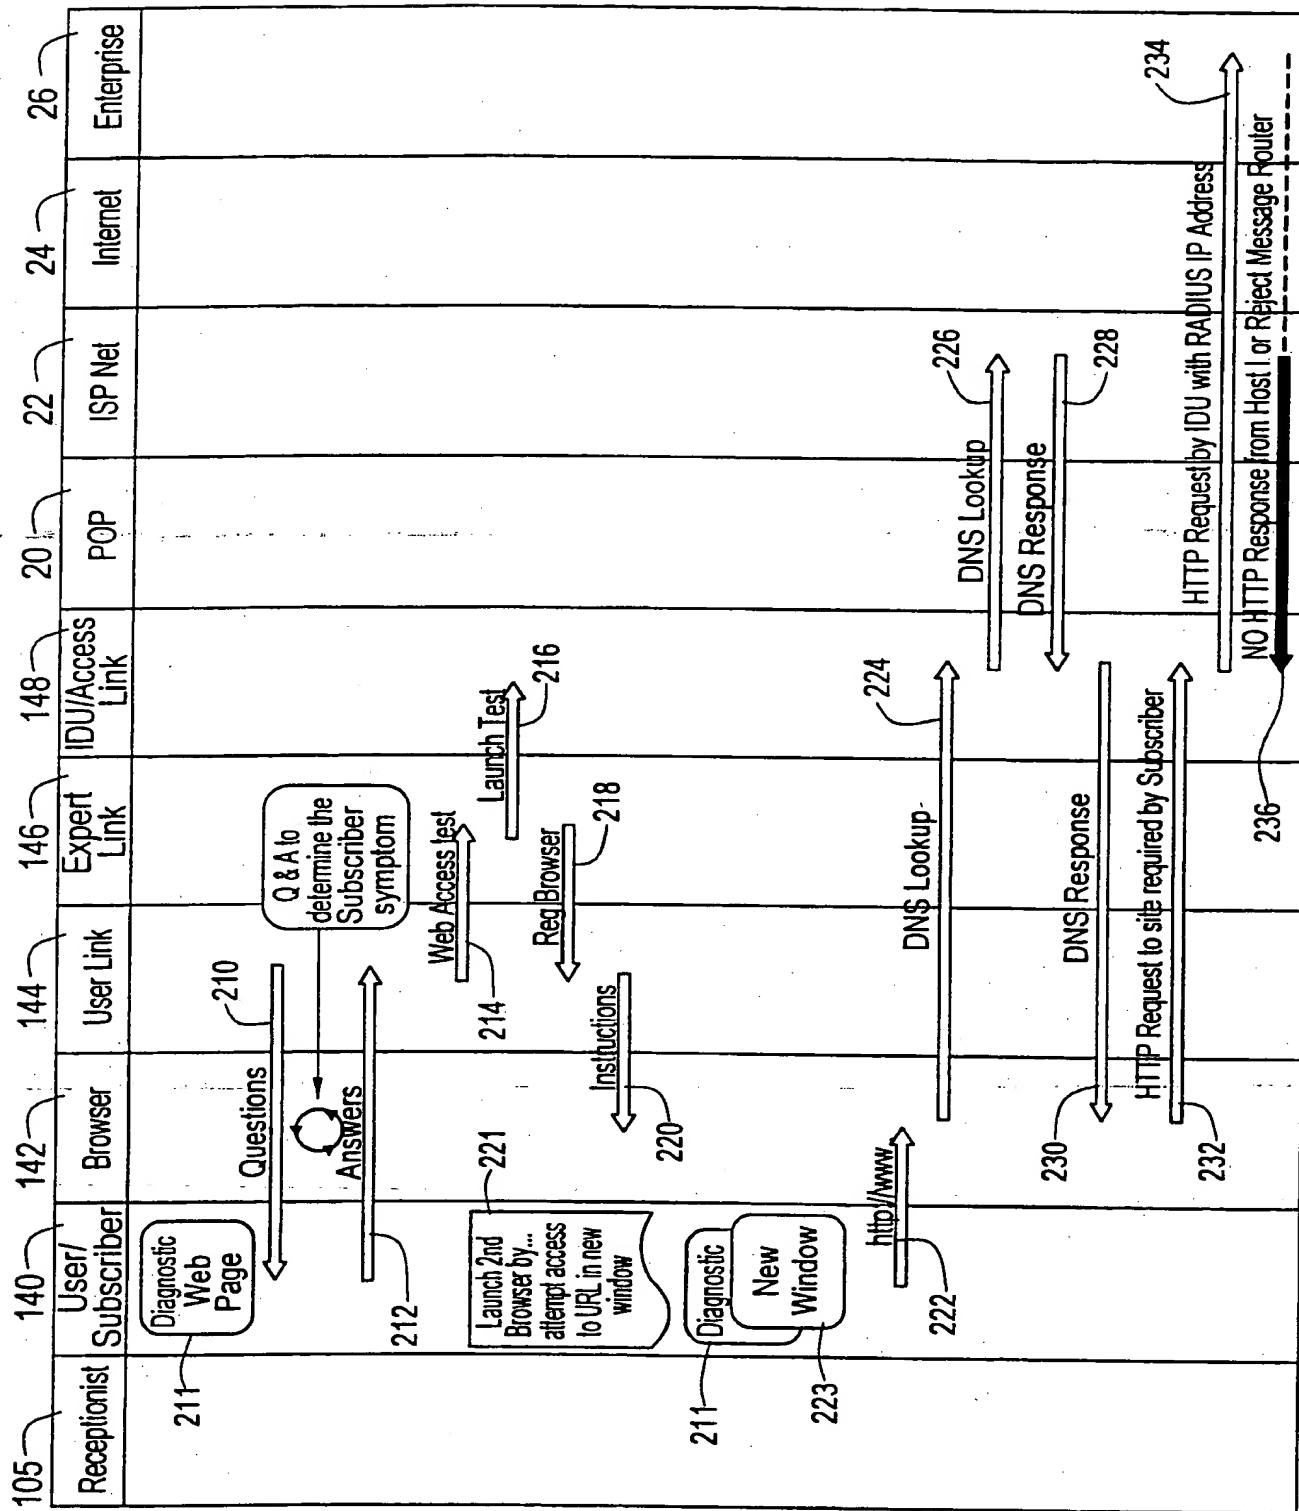 105
140
142
144
146
148
20
22
24
26
Receptionist
User/
Subscriber
Browser
User Link
Expert
Link
IDU/Access
Link
POP
ISP Net
Internet
Enterprise
Diagnostic
Web
Page
211
Questions
210
Q & A to
determine the
Subscriber
symptom
Answers
212
Web Access test
214
Launch Test
216
Req Browser
218
Launch 2nd
Browser by...
attempt access
to URL in new
window
221
Instructions
220
Diagnostic
211
New
Window
223
http://www
222
DNS Lookup
224
DNS Lookup
226
DNS Response
228
DNS Response
230
HTTP Request to site required by Subscriber
232
HTTP Request by IDU with RADIUS IP Address
234
NO HTTP Response from Host I. or Reject Message Router
236